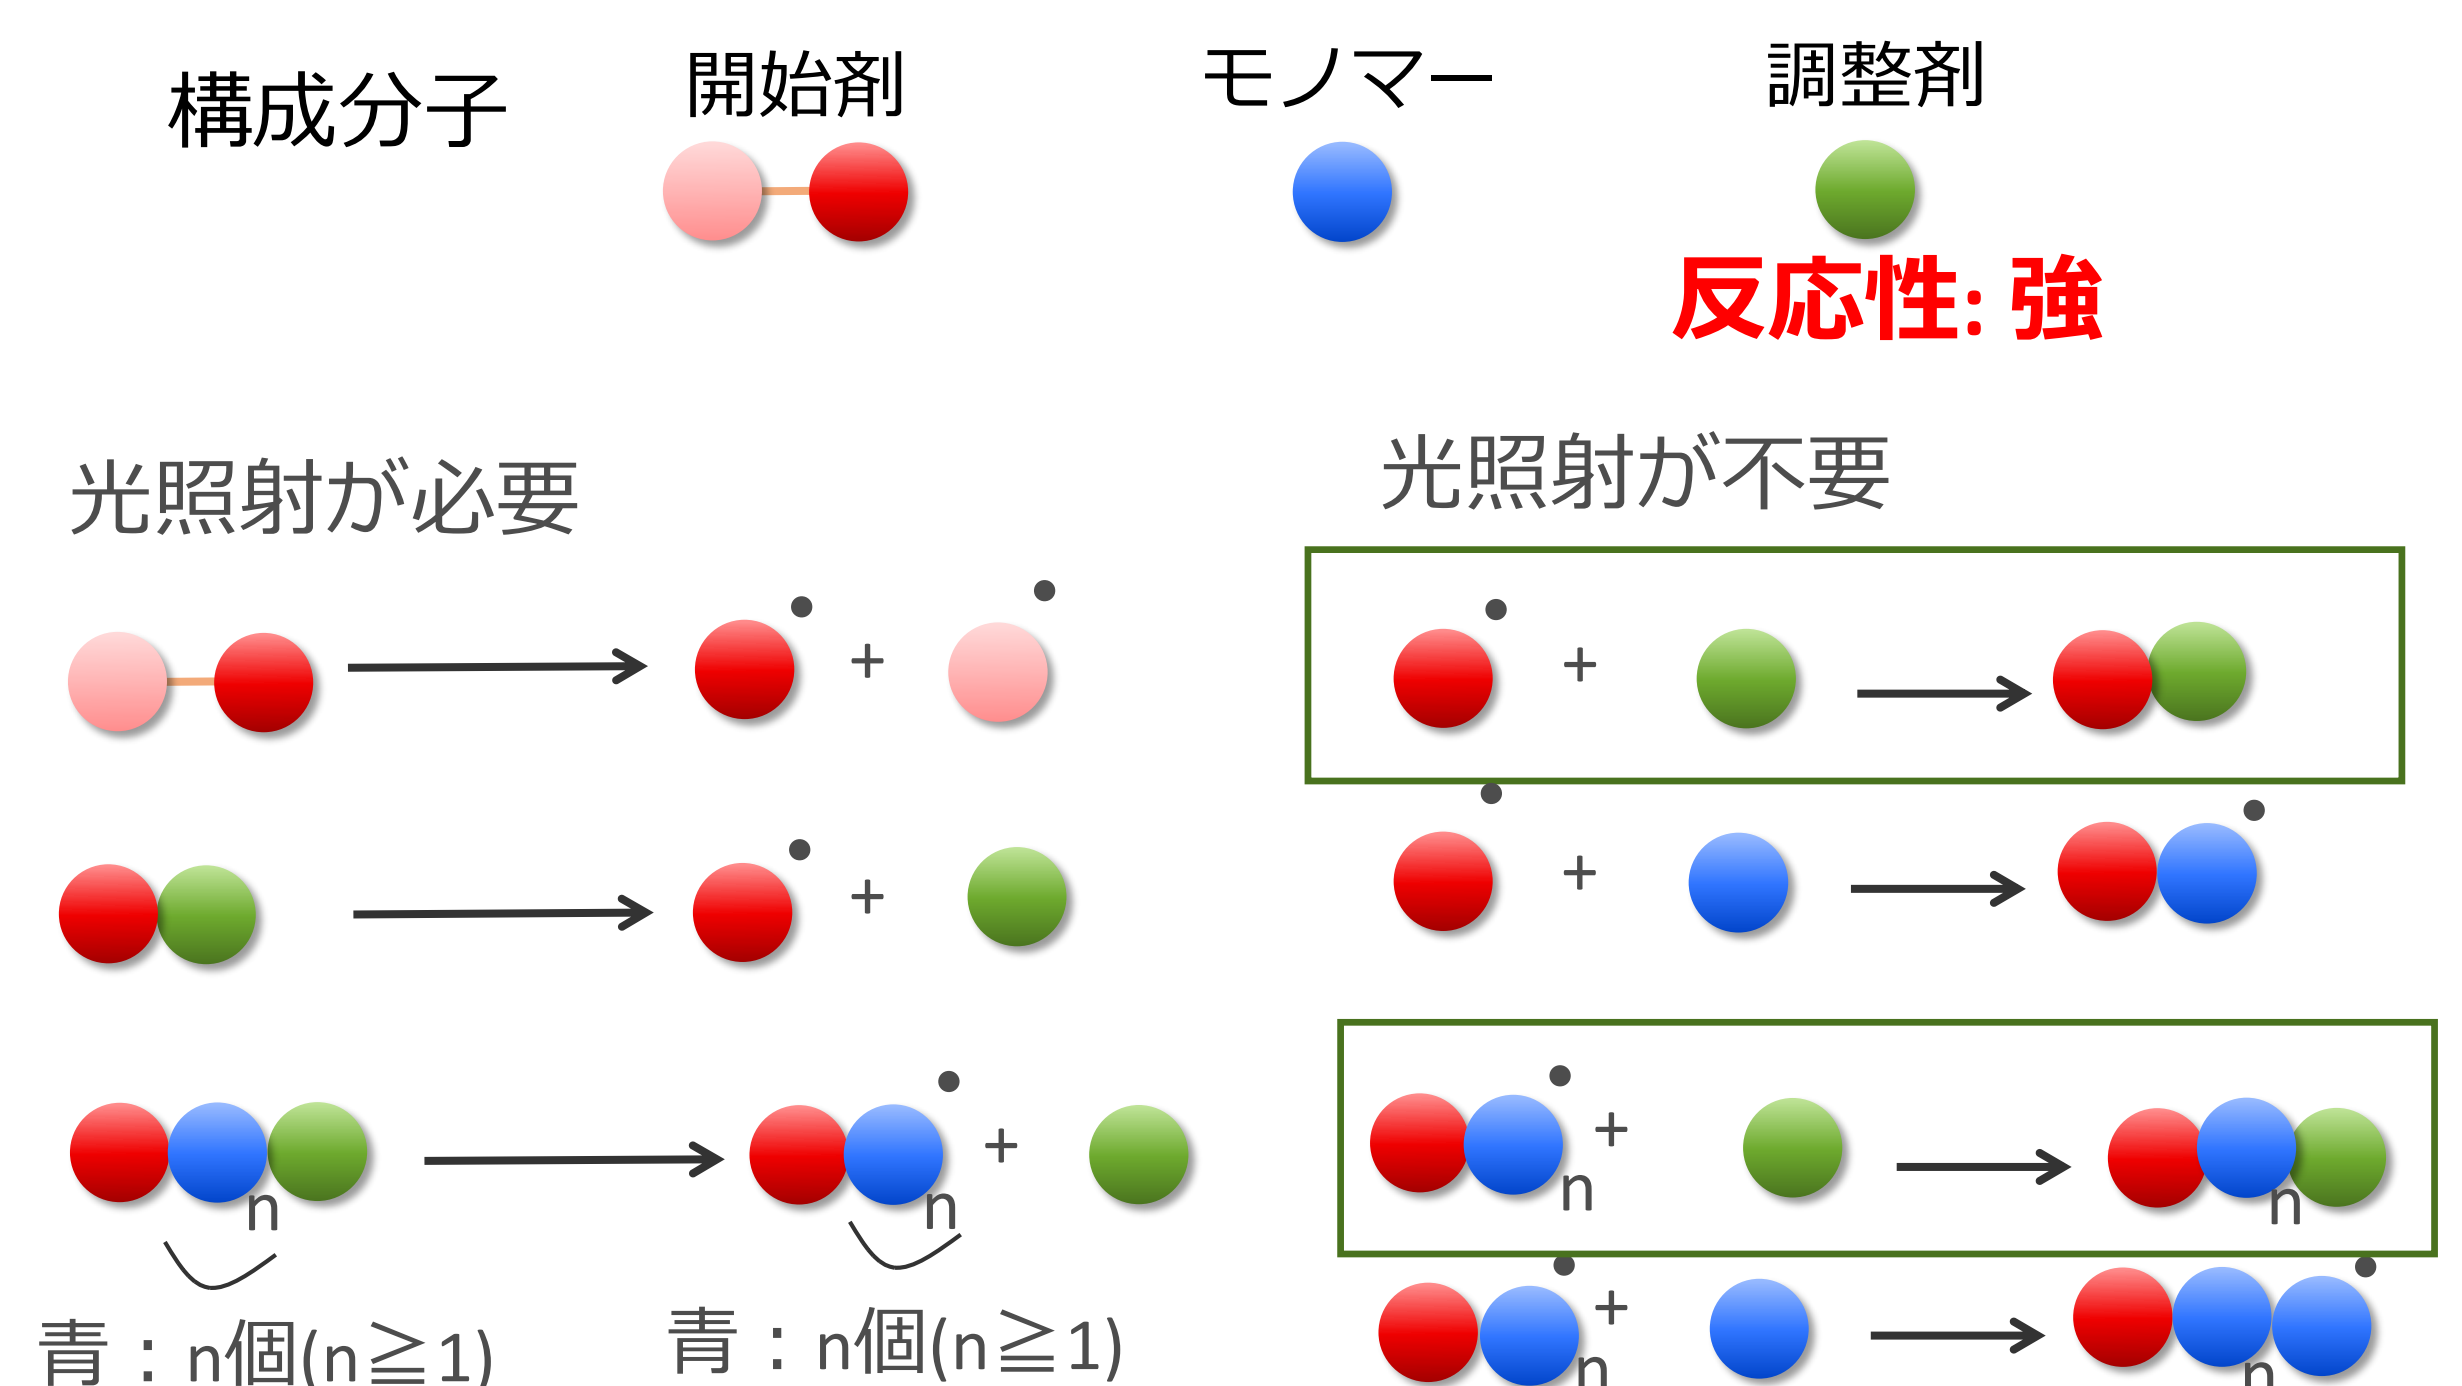 構成分子
開始剤
モノマー
調整剤
反応性: 強
光照射が必要
光照射が不要
+
+
+
+
+
n
n
+
n
+
n
青：n個(n≧1)
青：n個(n≧1)
+
n
n